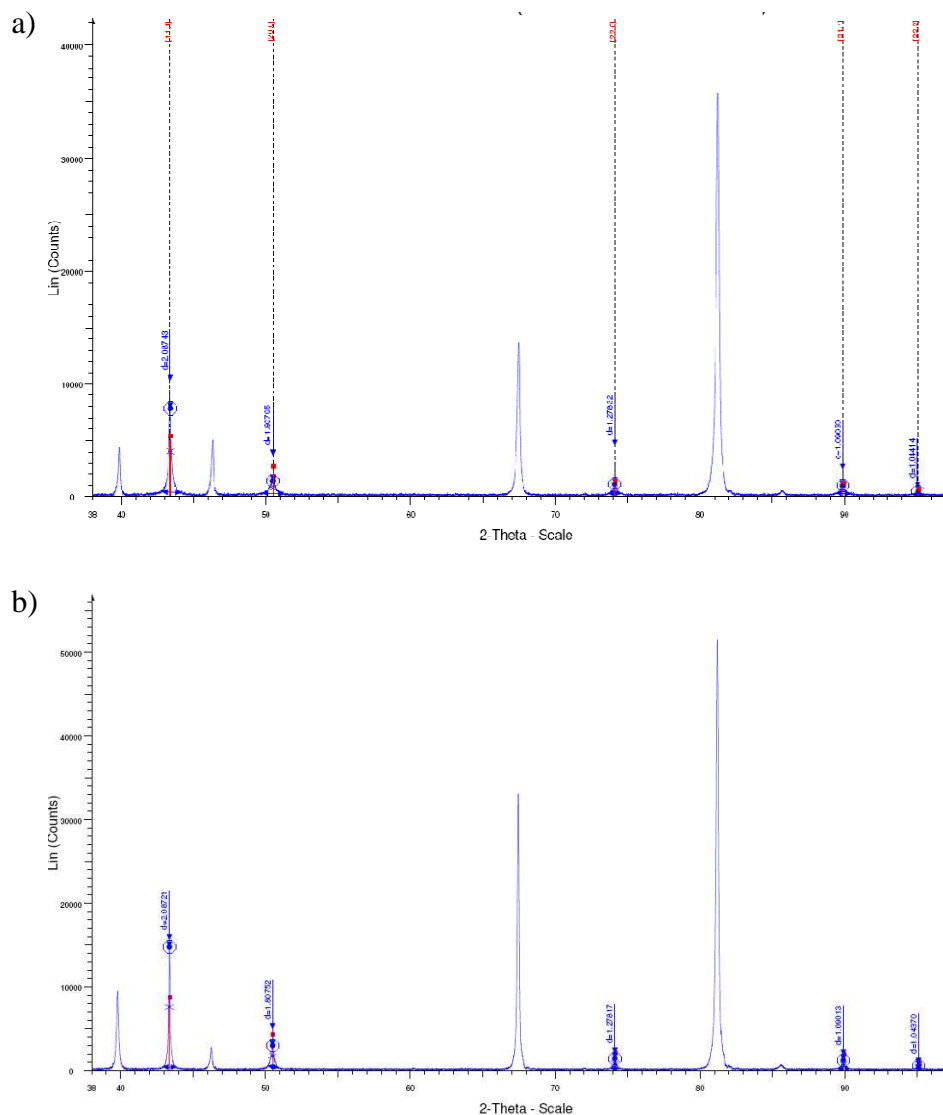 a)
40000
30000
20000
10000
0
Lin (Counts)
d=2.08743
d=1.80768
d=1.27832
d=1.09030
38 40 50 60 70 80 90
2-Theta - Scale
b)
50000
40000
30000
20000
10000
0
Lin (Counts)
d=2.08721
d=1.80752
d=1.27817
d=1.09013
d=1.04370
38 40 50 60 70 80 90
2-Theta - Scale